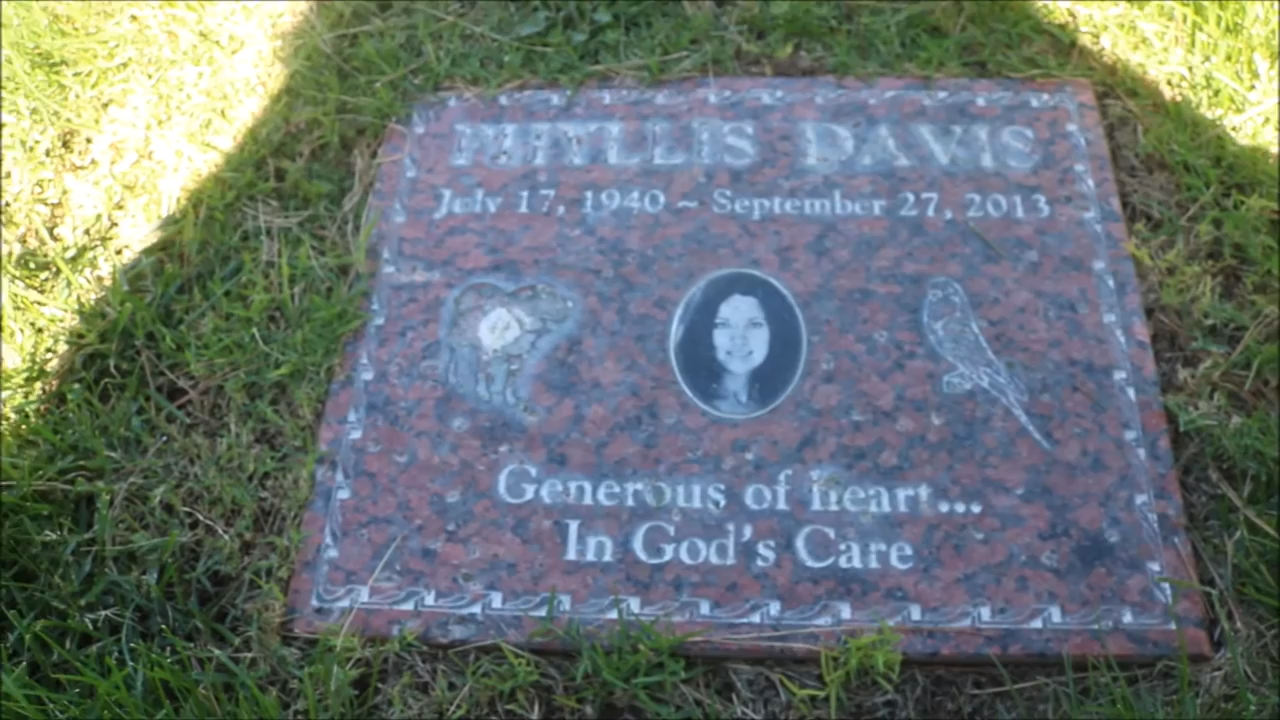 PHYLLIS DAVIS
July 17, 1940 ~ September 27, 2013
Generous of heart...
In God's Care